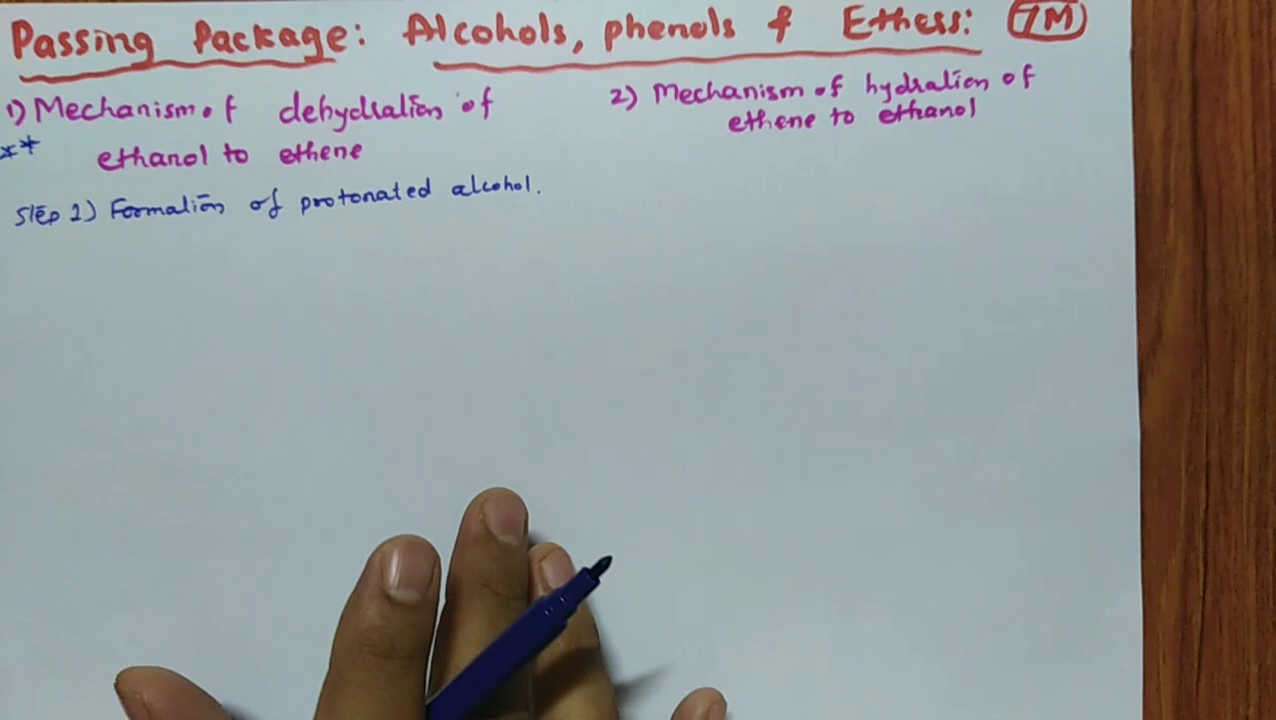 Passing Package: Alcohols, phenols & Ethess: 7M
1) Mechanism of dehydration of
** ethanol to ethene
Step 1) Formation of protonated alcohol.
2) Mechanism of hydration of
ethene to ethanol